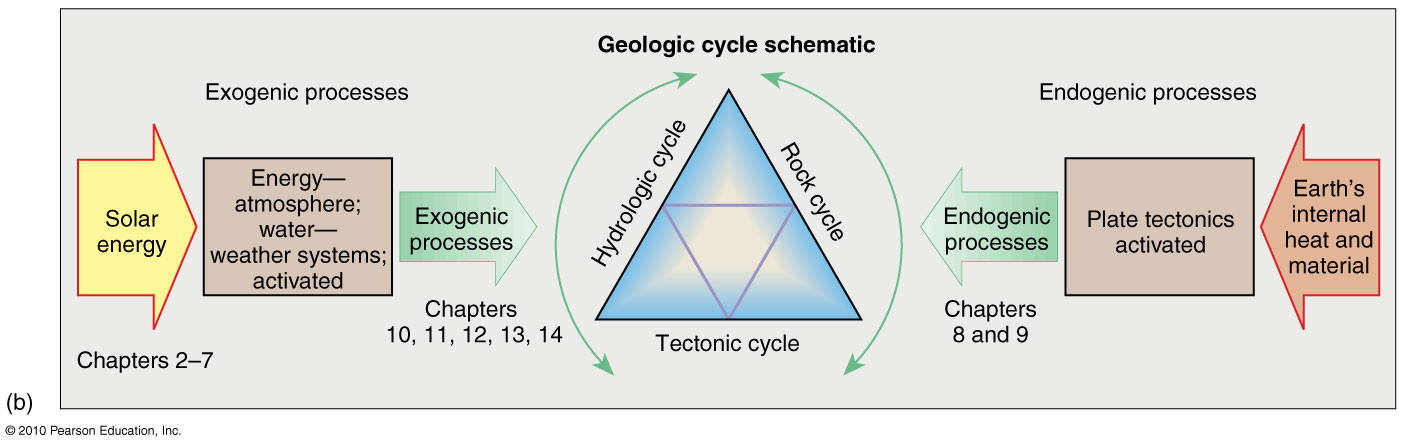 Geologic cycle schematic
Exogenic processes
Solar
energy
Chapters 2–7
Energy—
atmosphere;
water—
weather systems;
activated
Exogenic
processes
Chapters
10, 11, 12, 13, 14
Hydrologic cycle
Rock cycle
Tectonic cycle
Endogenic processes
Endogenic
processes
Chapters
8 and 9
Plate tectonics
activated
Earth’s
internal
heat and
material
(b)
© 2010 Pearson Education, Inc.